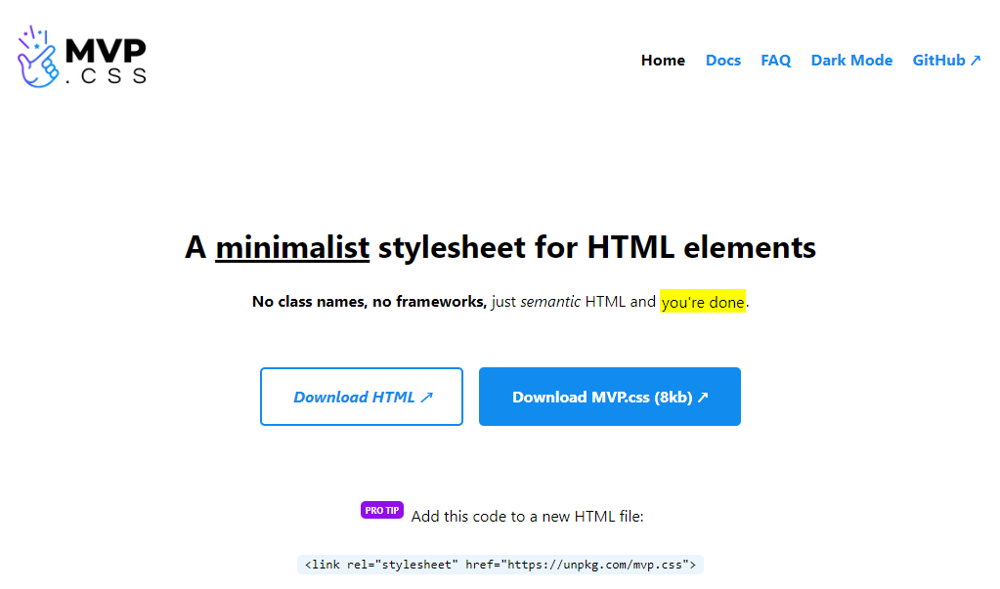 MVP
.CSS
Home Docs FAQ Dark Mode GitHub ↗
A minimalist stylesheet for HTML elements
No class names, no frameworks, just semantic HTML and you're done.
Download HTML ↗ Download MVP.css (8kb) ↗
PRO TIP Add this code to a new HTML file:
<link rel="stylesheet" href="https://unpkg.com/mvp.css">